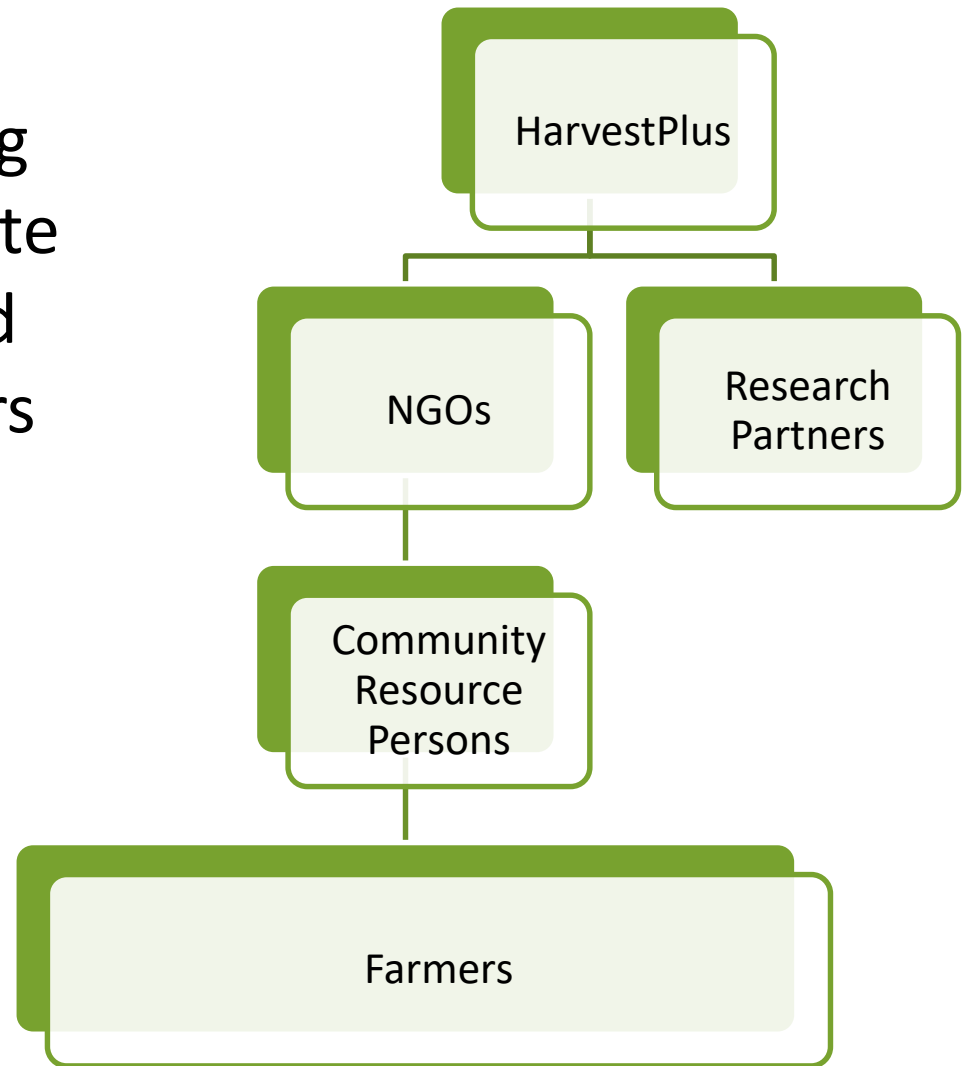 HarvestPlus
NGOs
Research
Partners
Community
Resource
Persons
Farmers